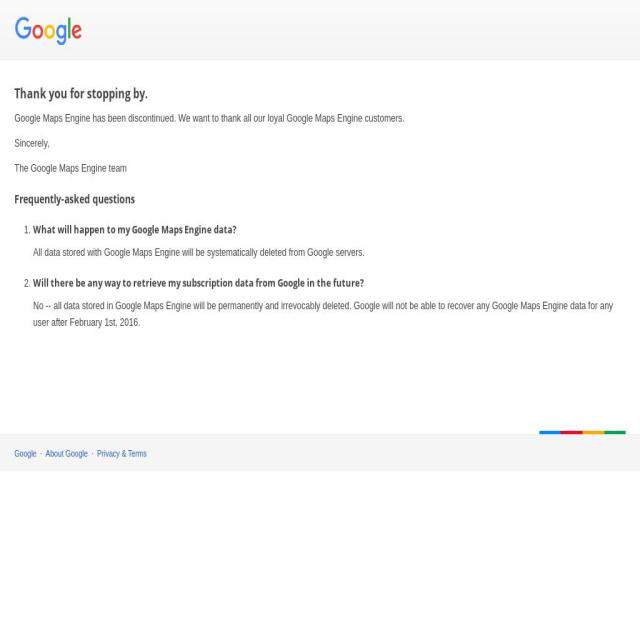 Google
Thank you for stopping by.
Google Maps Engine has been discontinued. We want to thank all our loyal Google Maps Engine customers.
Sincerely,
The Google Maps Engine team
Frequently-asked questions
1. What will happen to my Google Maps Engine data?
All data stored with Google Maps Engine will be systematically deleted from Google servers.
2. Will there be any way to retrieve my subscription data from Google in the future?
No -- all data stored in Google Maps Engine will be permanently and irrevocably deleted. Google will not be able to recover any Google Maps Engine data for any
user after February 1st, 2016.
Google · About Google · Privacy & Terms